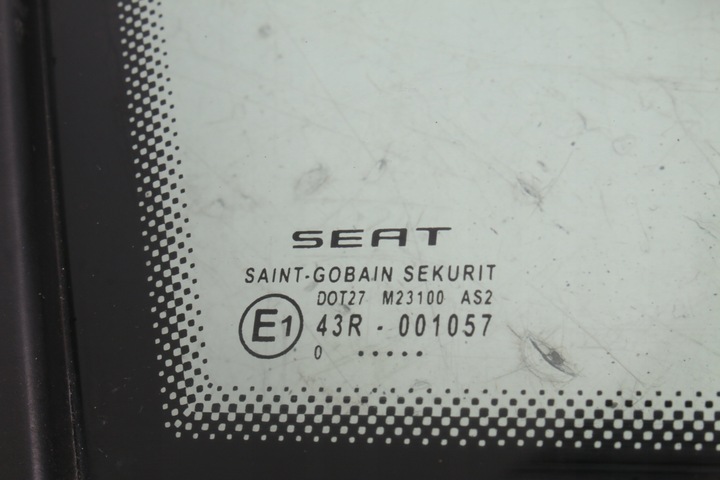 SEAT
SAINT-GOBAIN SEKURIT
DOT27 M23100 AS2
E1 43R - 001057
0 .....